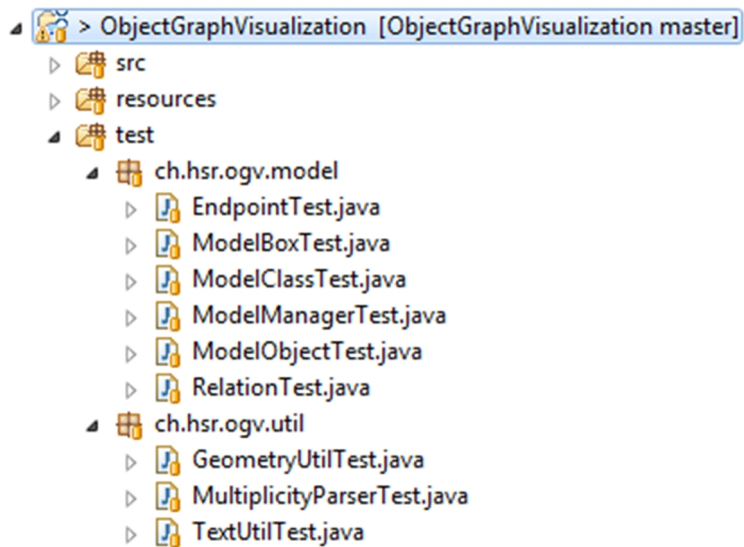 > ObjectGraphVisualization [ObjectGraphVisualization master]
src
resources
test
ch.hsr.ogv.model
EndpointTest.java
ModelBoxTest.java
ModelClassTest.java
ModelManagerTest.java
ModelObjectTest.java
RelationTest.java
ch.hsr.ogv.util
GeometryUtilTest.java
MultiplicityParserTest.java
TextUtilTest.java